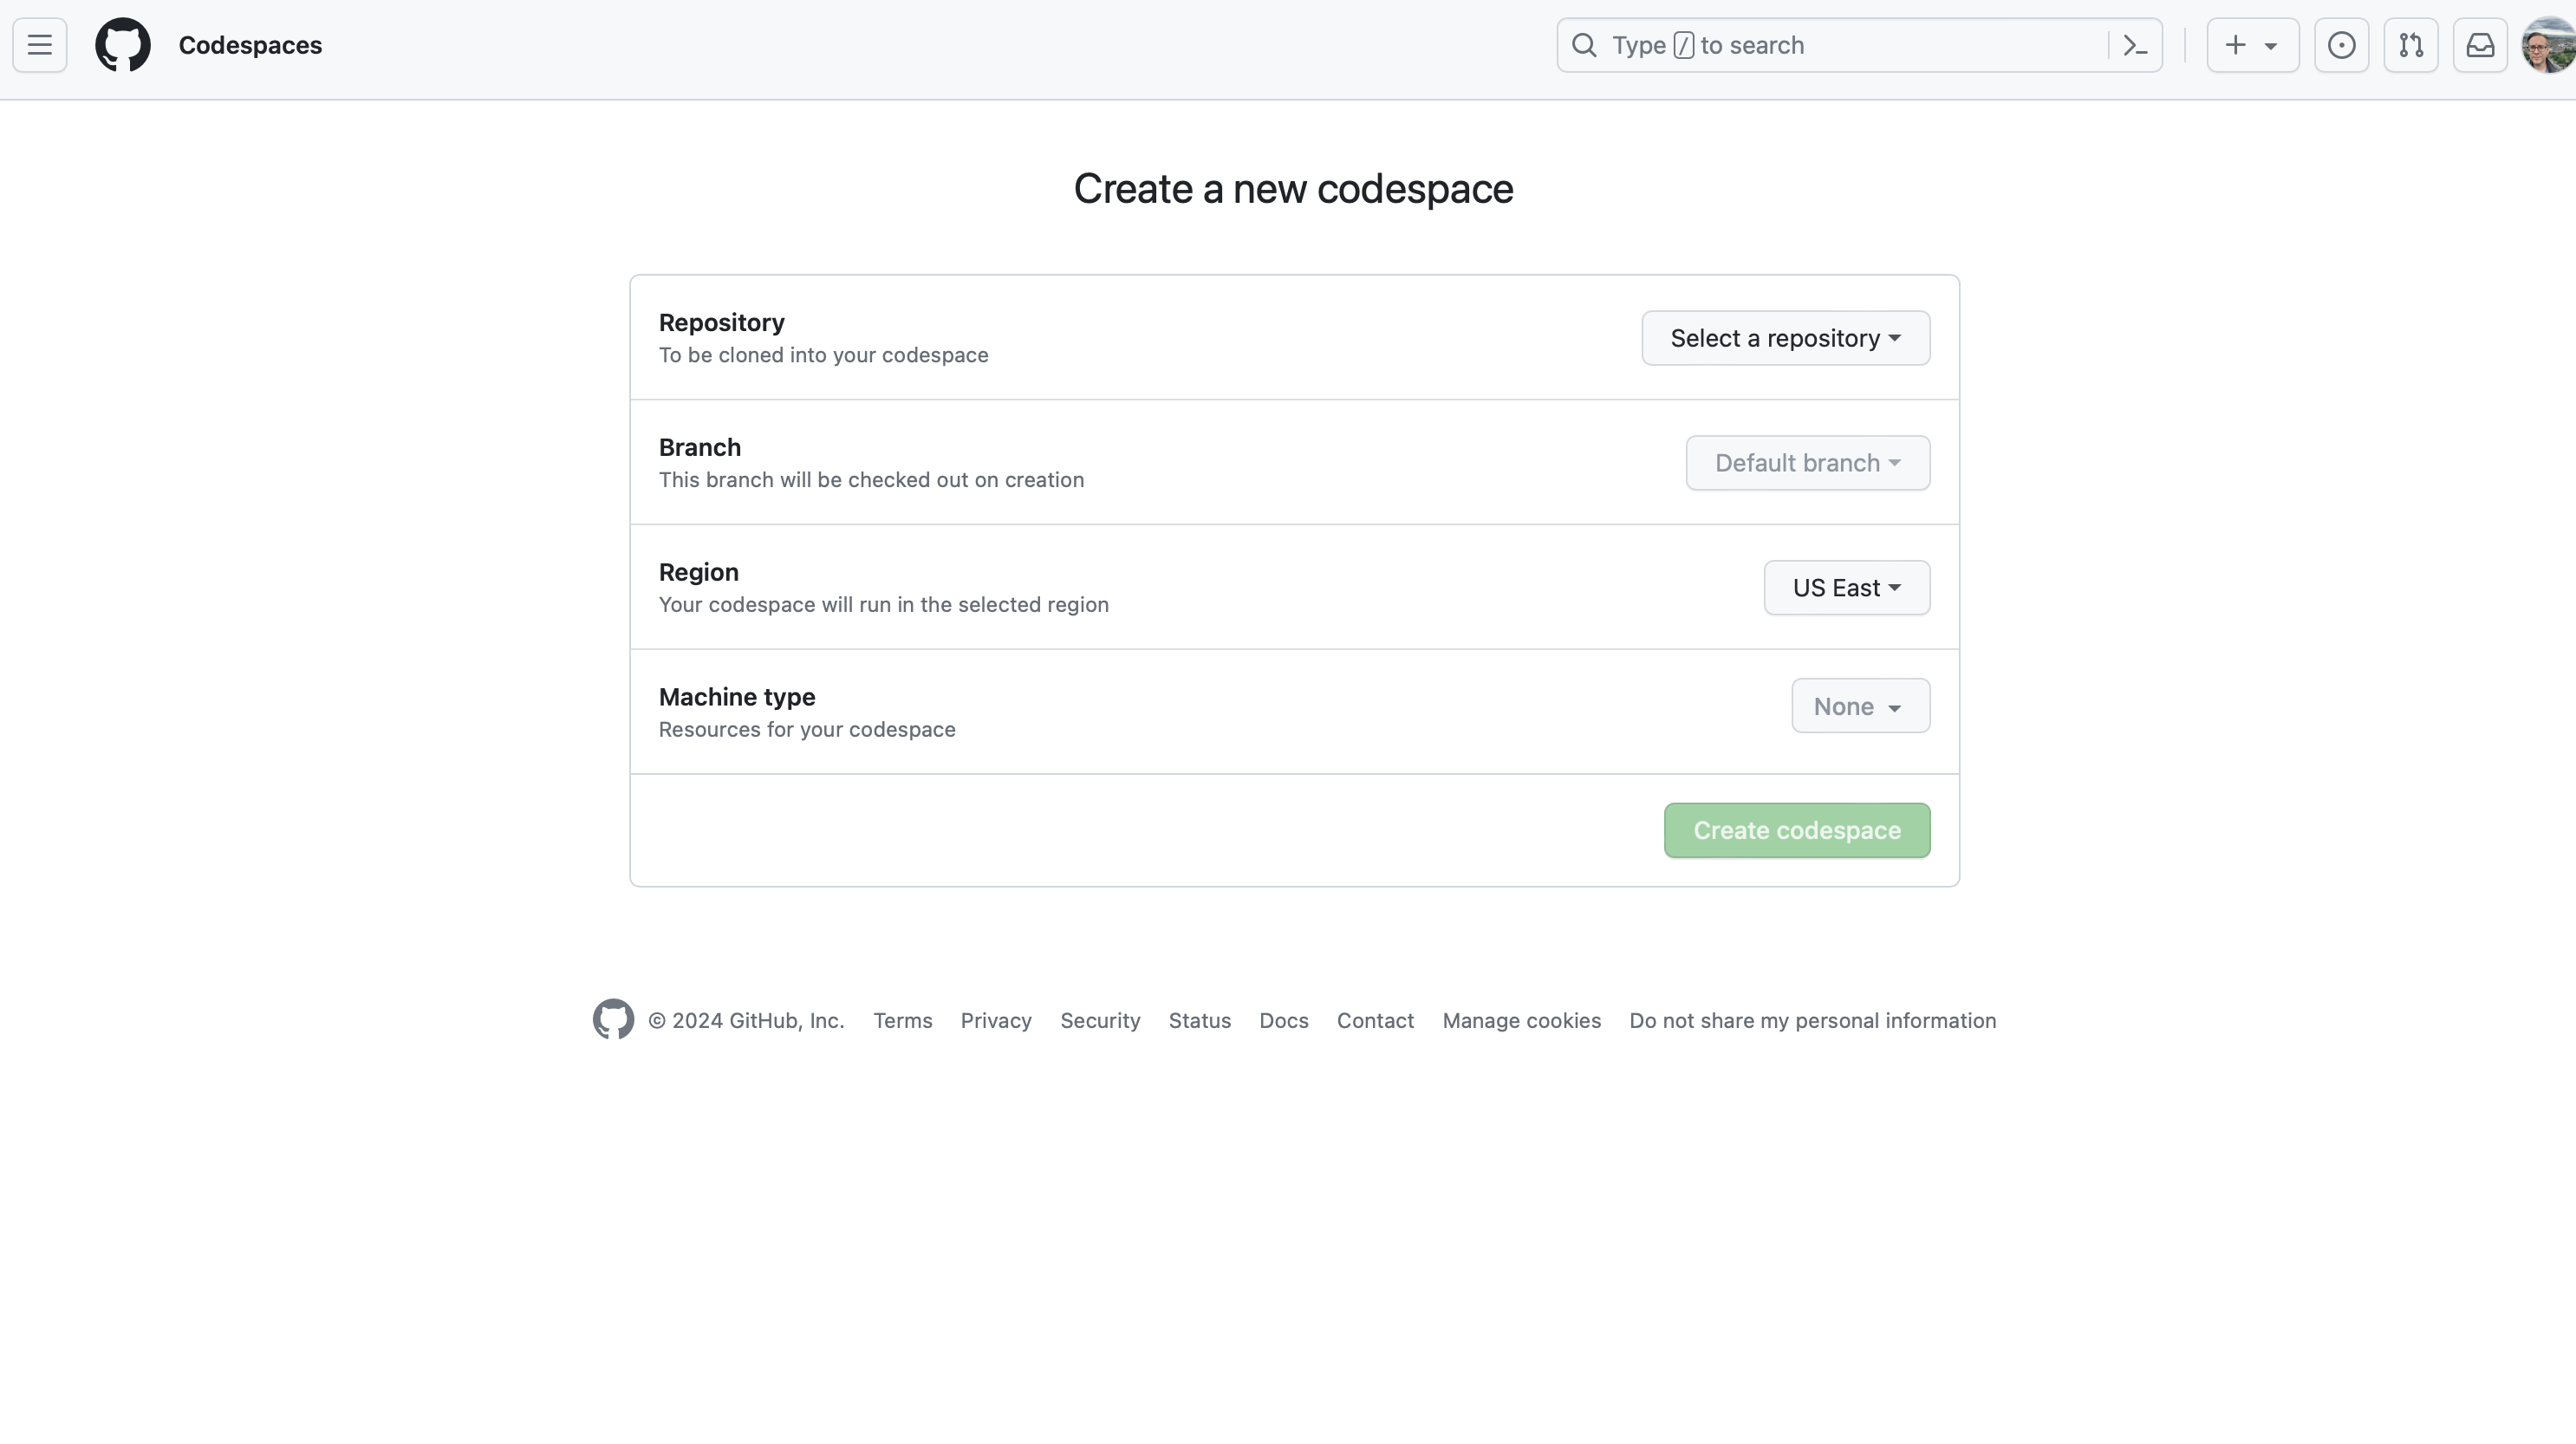 Codespaces
Type / to search
Create a new codespace
Repository
To be cloned into your codespace
Select a repository
Branch
This branch will be checked out on creation
Default branch
Region
Your codespace will run in the selected region
US East
Machine type
Resources for your codespace
None
Create codespace
© 2024 GitHub, Inc. Terms Privacy Security Status Docs Contact Manage cookies Do not share my personal information